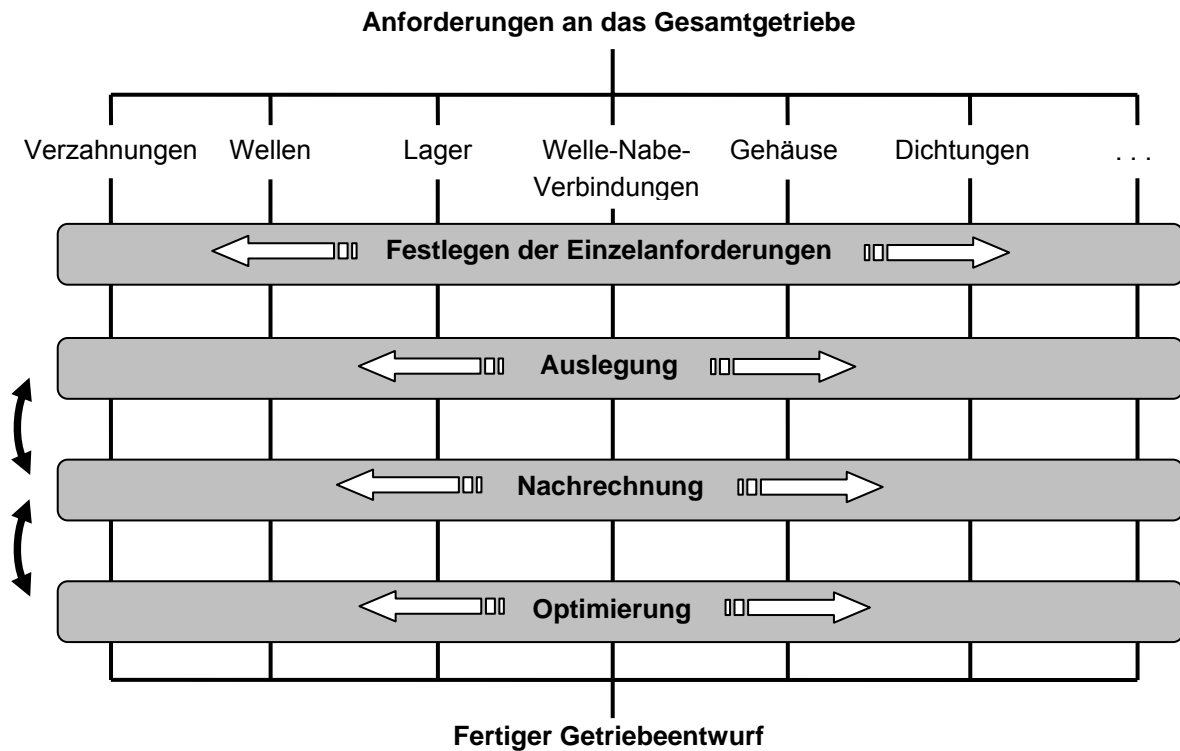 Anforderungen an das Gesamtgetriebe
Verzahnungen Wellen Lager Welle-Nabe- Gehäuse Dichtungen . . .
Verbindungen
Festlegen der Einzelanforderungen
Auslegung
Nachrechnung
Optimierung
Fertiger Getriebeentwurf